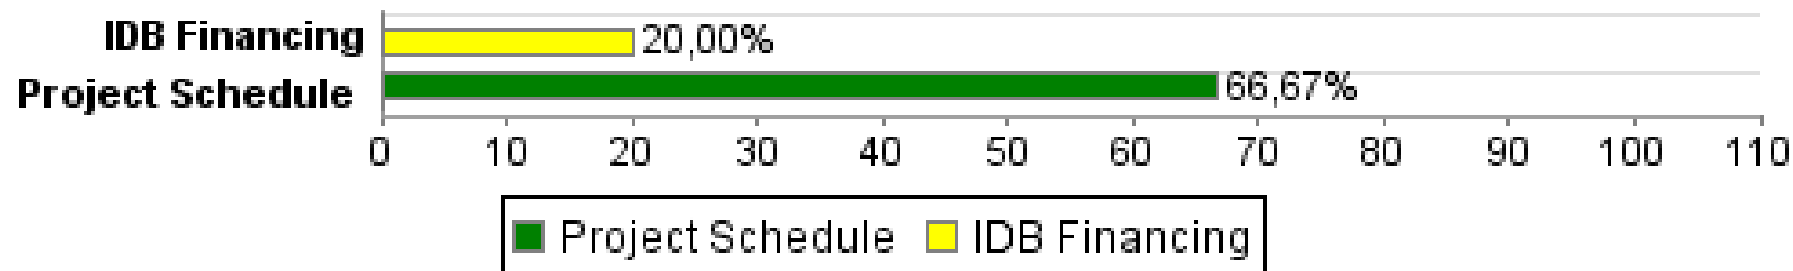 IDB Financing 20,00%
Project Schedule 66,67%
0 10 20 30 40 50 60 70 80 90 100 110
Project Schedule IDB Financing